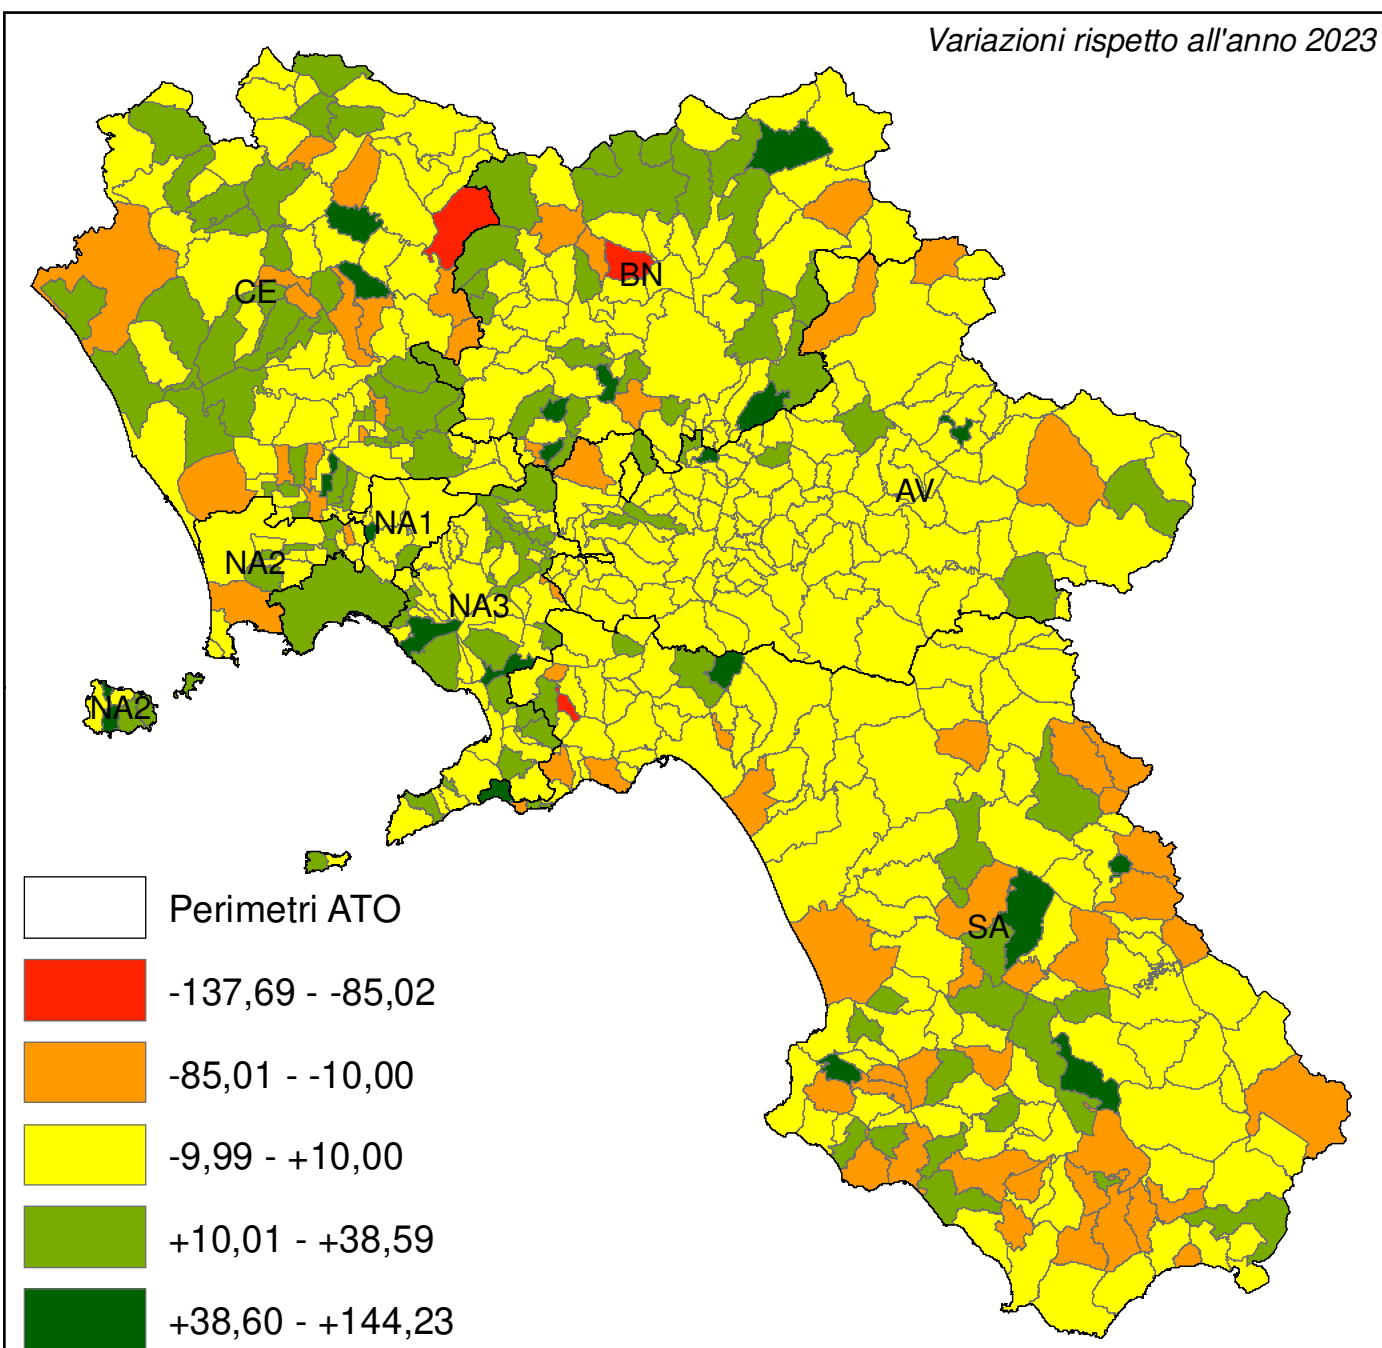 Variazioni rispetto all'anno 2023
CE
BN
AV
NA1
NA2
NA3
NA2
SA
Perimetri ATO
-137,69 - -85,02
-85,01 - -10,00
-9,99 - +10,00
+10,01 - +38,59
+38,60 - +144,23